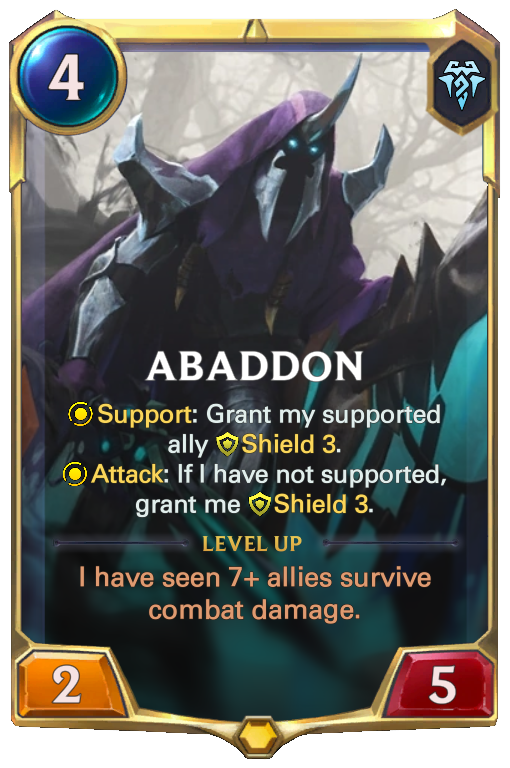 4
ABADDON
Support: Grant my supported
ally Shield 3.
Attack: If I have not supported,
grant me Shield 3.
LEVEL UP
I have seen 7+ allies survive
combat damage.
2
5